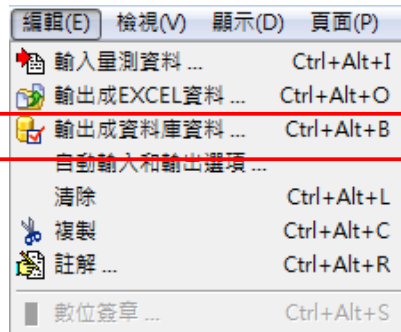 編輯(E) 檢視(V) 顯示(D) 頁面(P)
輸入量測資料 ... Ctrl+Alt+I
輸出成EXCEL資料 ... Ctrl+Alt+O
輸出成資料庫資料 ... Ctrl+Alt+B
自動輸入和輸出選項 ...
清除 Ctrl+Alt+L
複製 Ctrl+Alt+C
註解 ... Ctrl+Alt+R
數位簽章 ... Ctrl+Alt+S